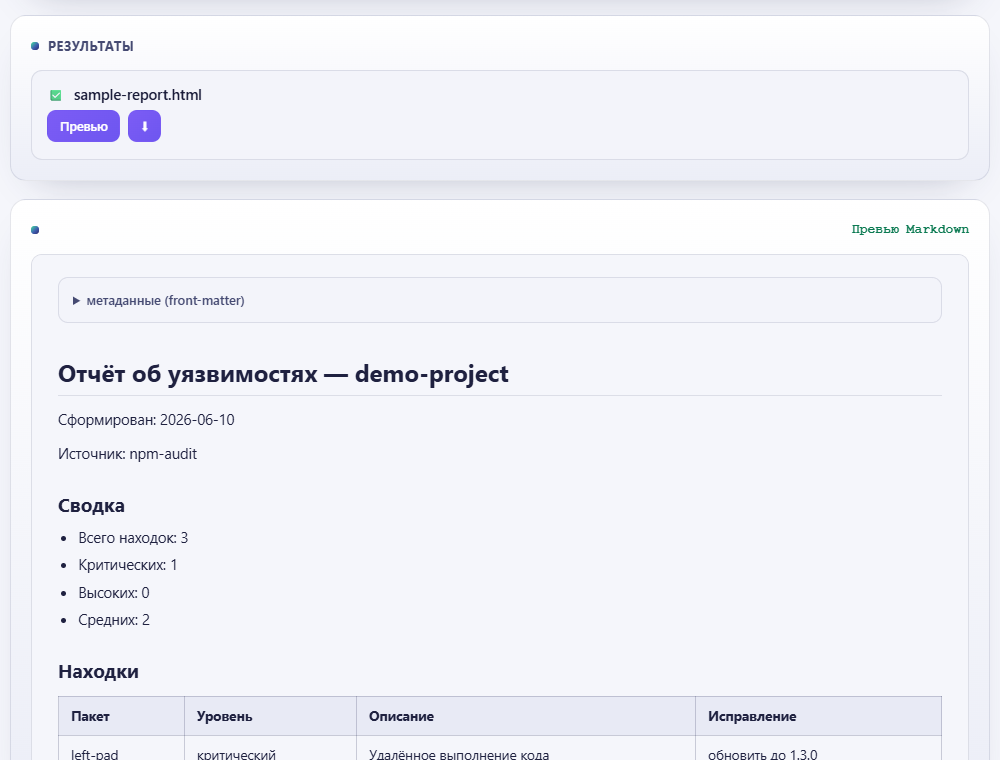 РЕЗУЛЬТАТЫ
sample-report.html
Превью
Превью Markdown
метаданные (front-matter)
Отчёт об уязвимостях — demo-project
Сформирован: 2026-06-10
Источник: npm-audit
Сводка
Всего находок: 3
Критических: 1
Высоких: 0
Средних: 2
Находки
Пакет Уровень Описание Исправление
left-pad критический Удалённое выполнение кода обновить до 1.3.0